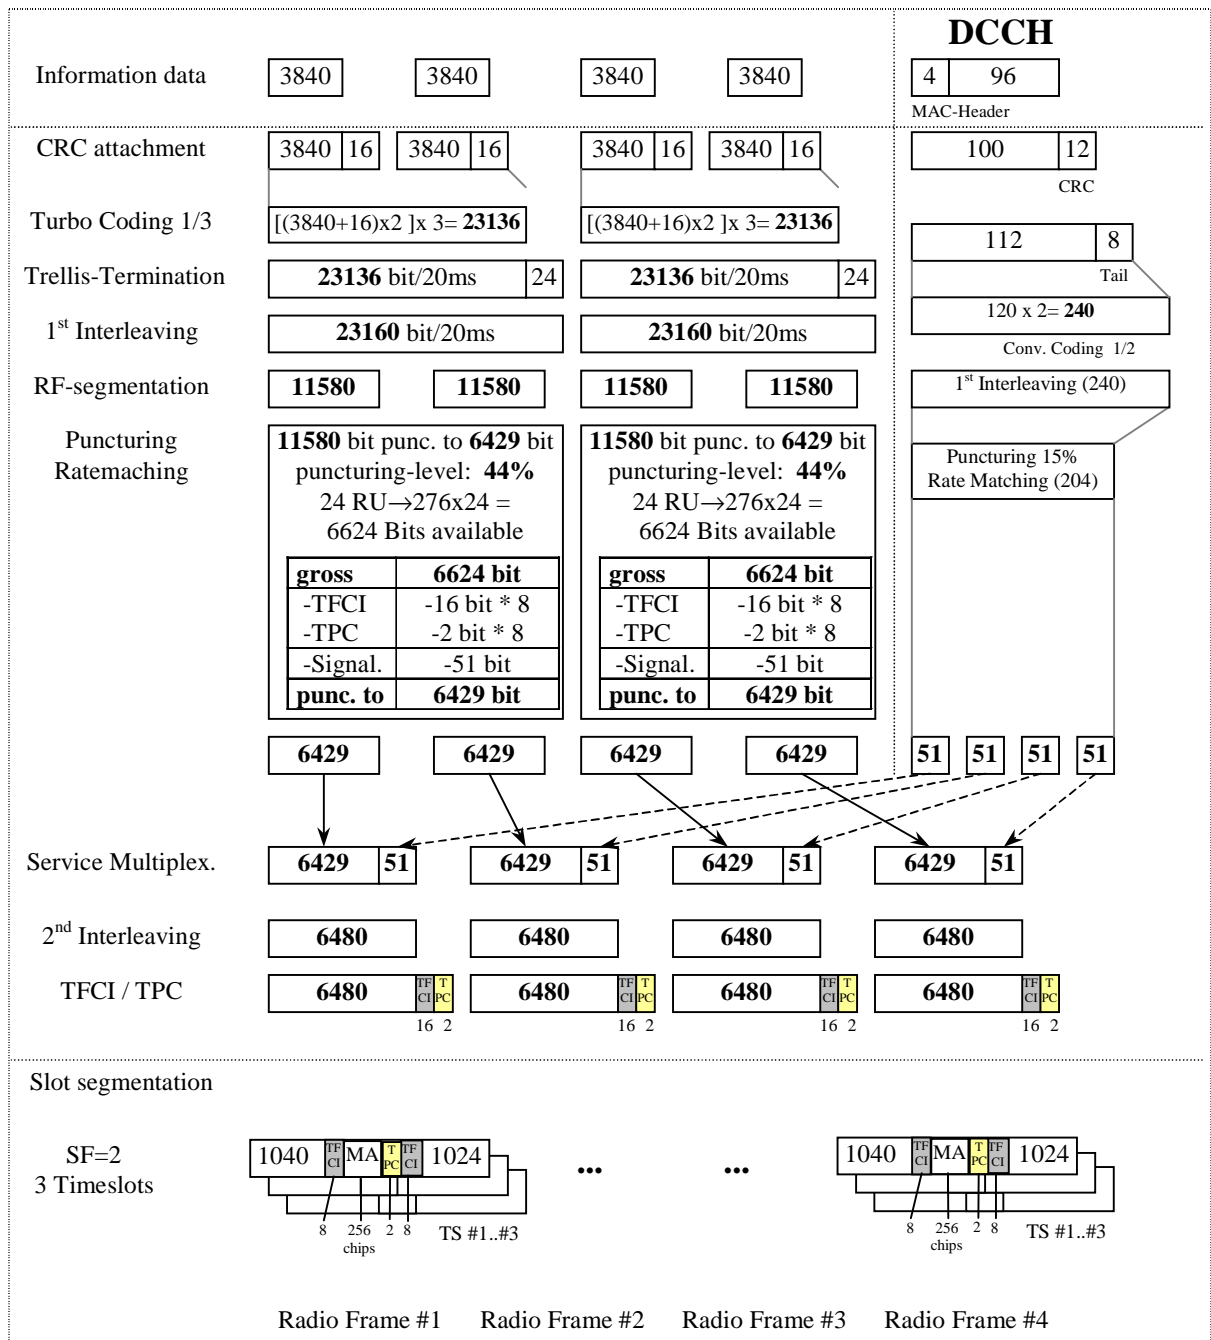 DCCH
Information data 3840 3840 3840 3840 4 96
MAC-Header
CRC attachment 3840 16 3840 16 3840 16 3840 16 100 12
CRC
Turbo Coding 1/3 [(3840+16)x2 ]x 3= 23136 [(3840+16)x2 ]x 3= 23136
112 8
Tail
Trellis-Termination 23136 bit/20ms 24 23136 bit/20ms 24
120 x 2= 240
1st Interleaving 23160 bit/20ms 23160 bit/20ms
Conv. Coding 1/2
RF-segmentation 11580 11580 11580 11580 1st Interleaving (240)
Puncturing
Ratemaching
11580 bit punc. to 6429 bit
puncturing-level: 44%
24 RU→276x24 =
6624 Bits available
gross 6624 bit
-TFCI -16 bit * 8
-TPC -2 bit * 8
-Signal. -51 bit
punc. to 6429 bit
11580 bit punc. to 6429 bit
puncturing-level: 44%
24 RU→276x24 =
6624 Bits available
gross 6624 bit
-TFCI -16 bit * 8
-TPC -2 bit * 8
-Signal. -51 bit
punc. to 6429 bit
Puncturing 15%
Rate Matching (204)
6429 6429 6429 6429 51 51 51 51
Service Multiplex. 6429 51 6429 51 6429 51 6429 51
2nd Interleaving 6480 6480 6480 6480
TFCI / TPC 6480 TF CI T PC 6480 TF CI T PC 6480 TF CI T PC 6480 TF CI T PC
16 2 16 2 16 2 16 2
Slot segmentation
SF=2
3 Timeslots
1040 TF CI MA T PC TF CI 1024 ... ... 1040 TF CI MA T PC TF CI 1024
8 256 2 8 TS #1..#3 8 256 2 8 TS #1..#3
chips chips
Radio Frame #1 Radio Frame #2 Radio Frame #3 Radio Frame #4